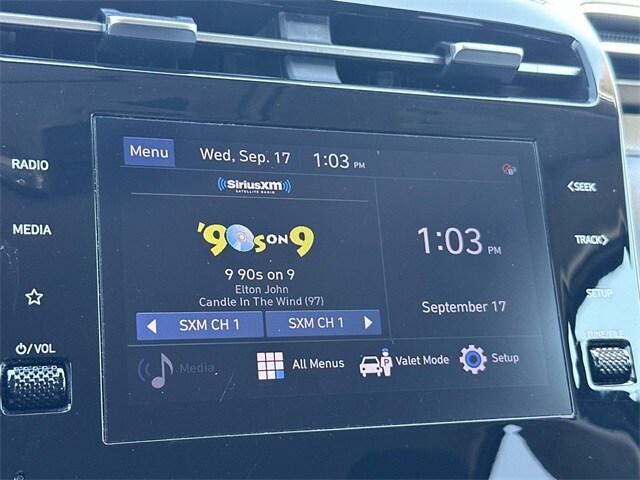 Menu Wed, Sep. 17 1:03 PM
RADIO
SEEK
SiriusXM
SATELLITE RADIO
'90s ON 9
MEDIA
TRACK
1:03 PM
9 90s on 9
Elton John
Candle In The Wind (97)
SETUP
September 17
SXM CH 1 SXM CH 1
TUNE/FILE
/ VOL
Media All Menus P Valet Mode Setup